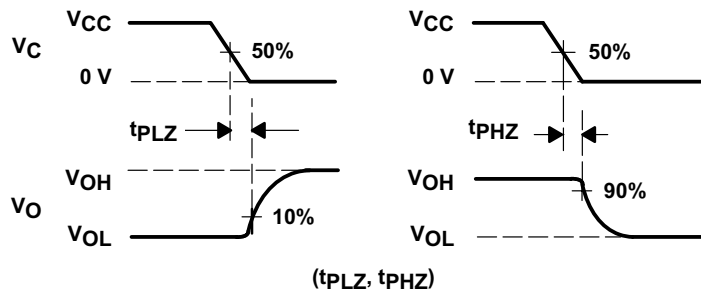 VCC VCC
VC 50% 50%
0 V 0 V
tPLZ tPHZ
VOH VOH
VO 10% 90%
VOL VOL
(tPLZ, tPHZ)